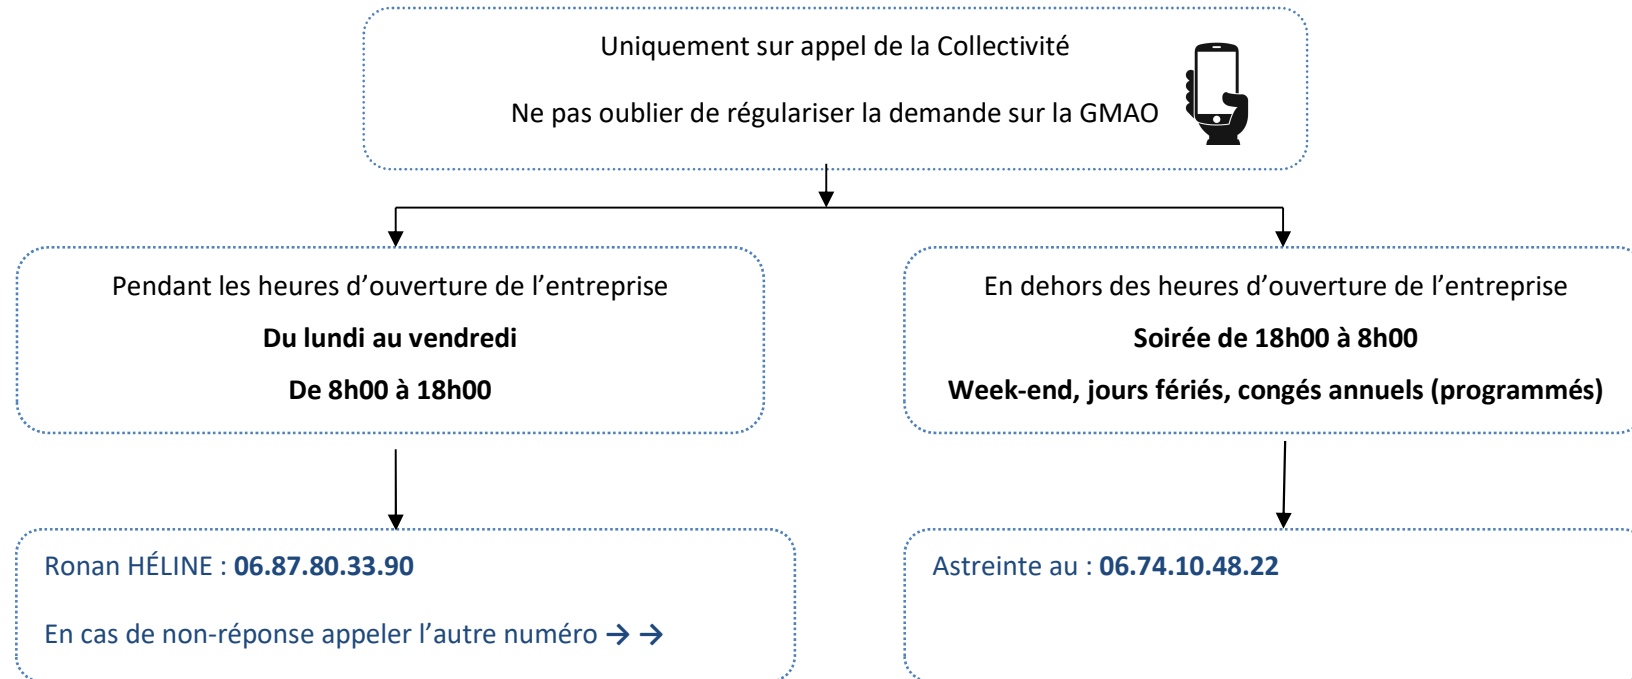 Uniquement sur appel de la Collectivité
Ne pas oublier de régulariser la demande sur la GMAO
Pendant les heures d’ouverture de l’entreprise
Du lundi au vendredi
De 8h00 à 18h00
En dehors des heures d’ouverture de l’entreprise
Soirée de 18h00 à 8h00
Week-end, jours fériés, congés annuels (programmés)
Ronan HÉLINE : 06.87.80.33.90
En cas de non-réponse appeler l’autre numéro → →
Astreinte au : 06.74.10.48.22